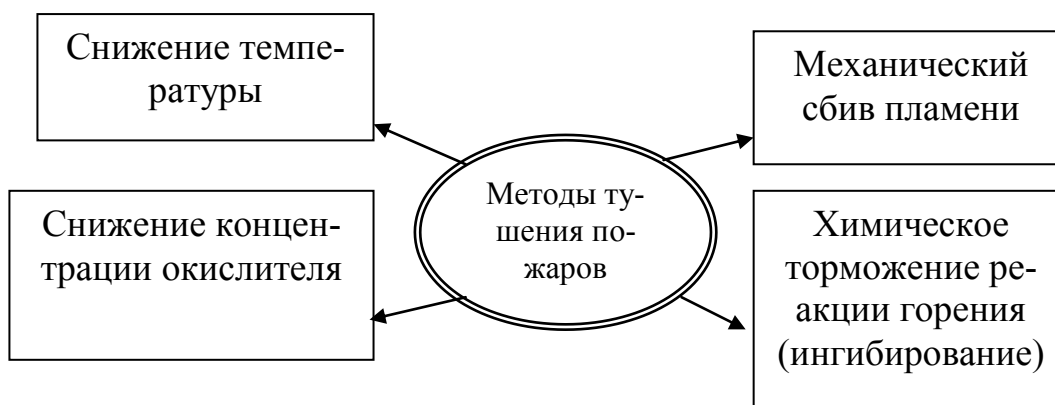 Снижение темпе-
ратуры
Механический
сбив пламени
Методы ту-
шения по-
жаров
Снижение концен-
трации окислителя
Химическое
торможение ре-
акции горения
(ингибирование)